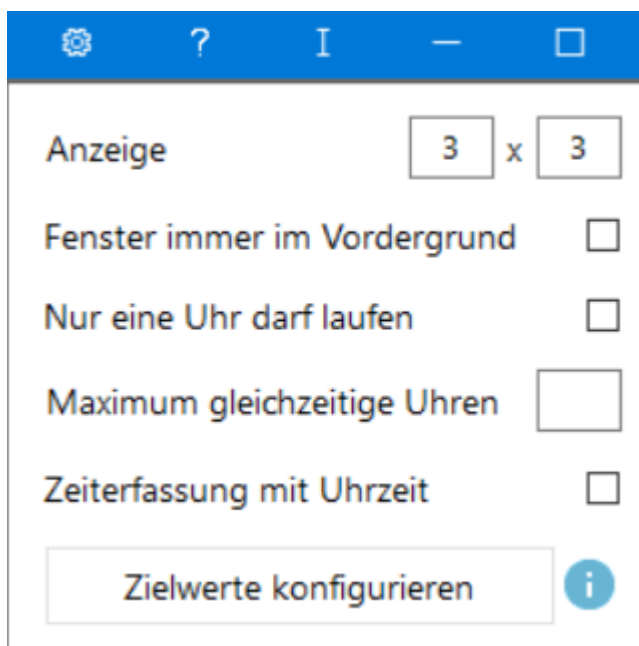 ?
Anzeige 3 x 3
Fenster immer im Vordergrund
Nur eine Uhr darf laufen
Maximum gleichzeitige Uhren
Zeiterfassung mit Uhrzeit
Zielwerte konfigurieren i